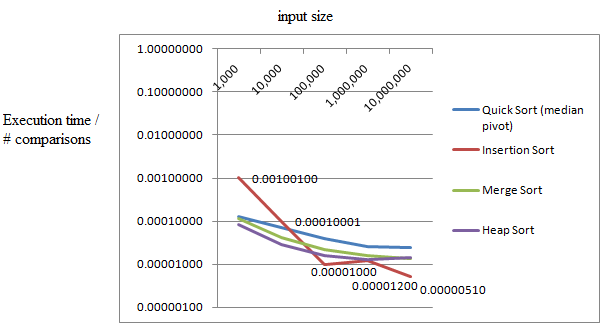 input size
1.00000000
0.10000000
0.01000000
0.00100000
0.00010000
0.00001000
0.00000100
Execution time /
# comparisons
1,000
10,000
100,000
1,000,000
10,000,000
0.00100100
0.00010001
0.00001000
0.00001200
0.00000510
Quick Sort (median
pivot)
Insertion Sort
Merge Sort
Heap Sort